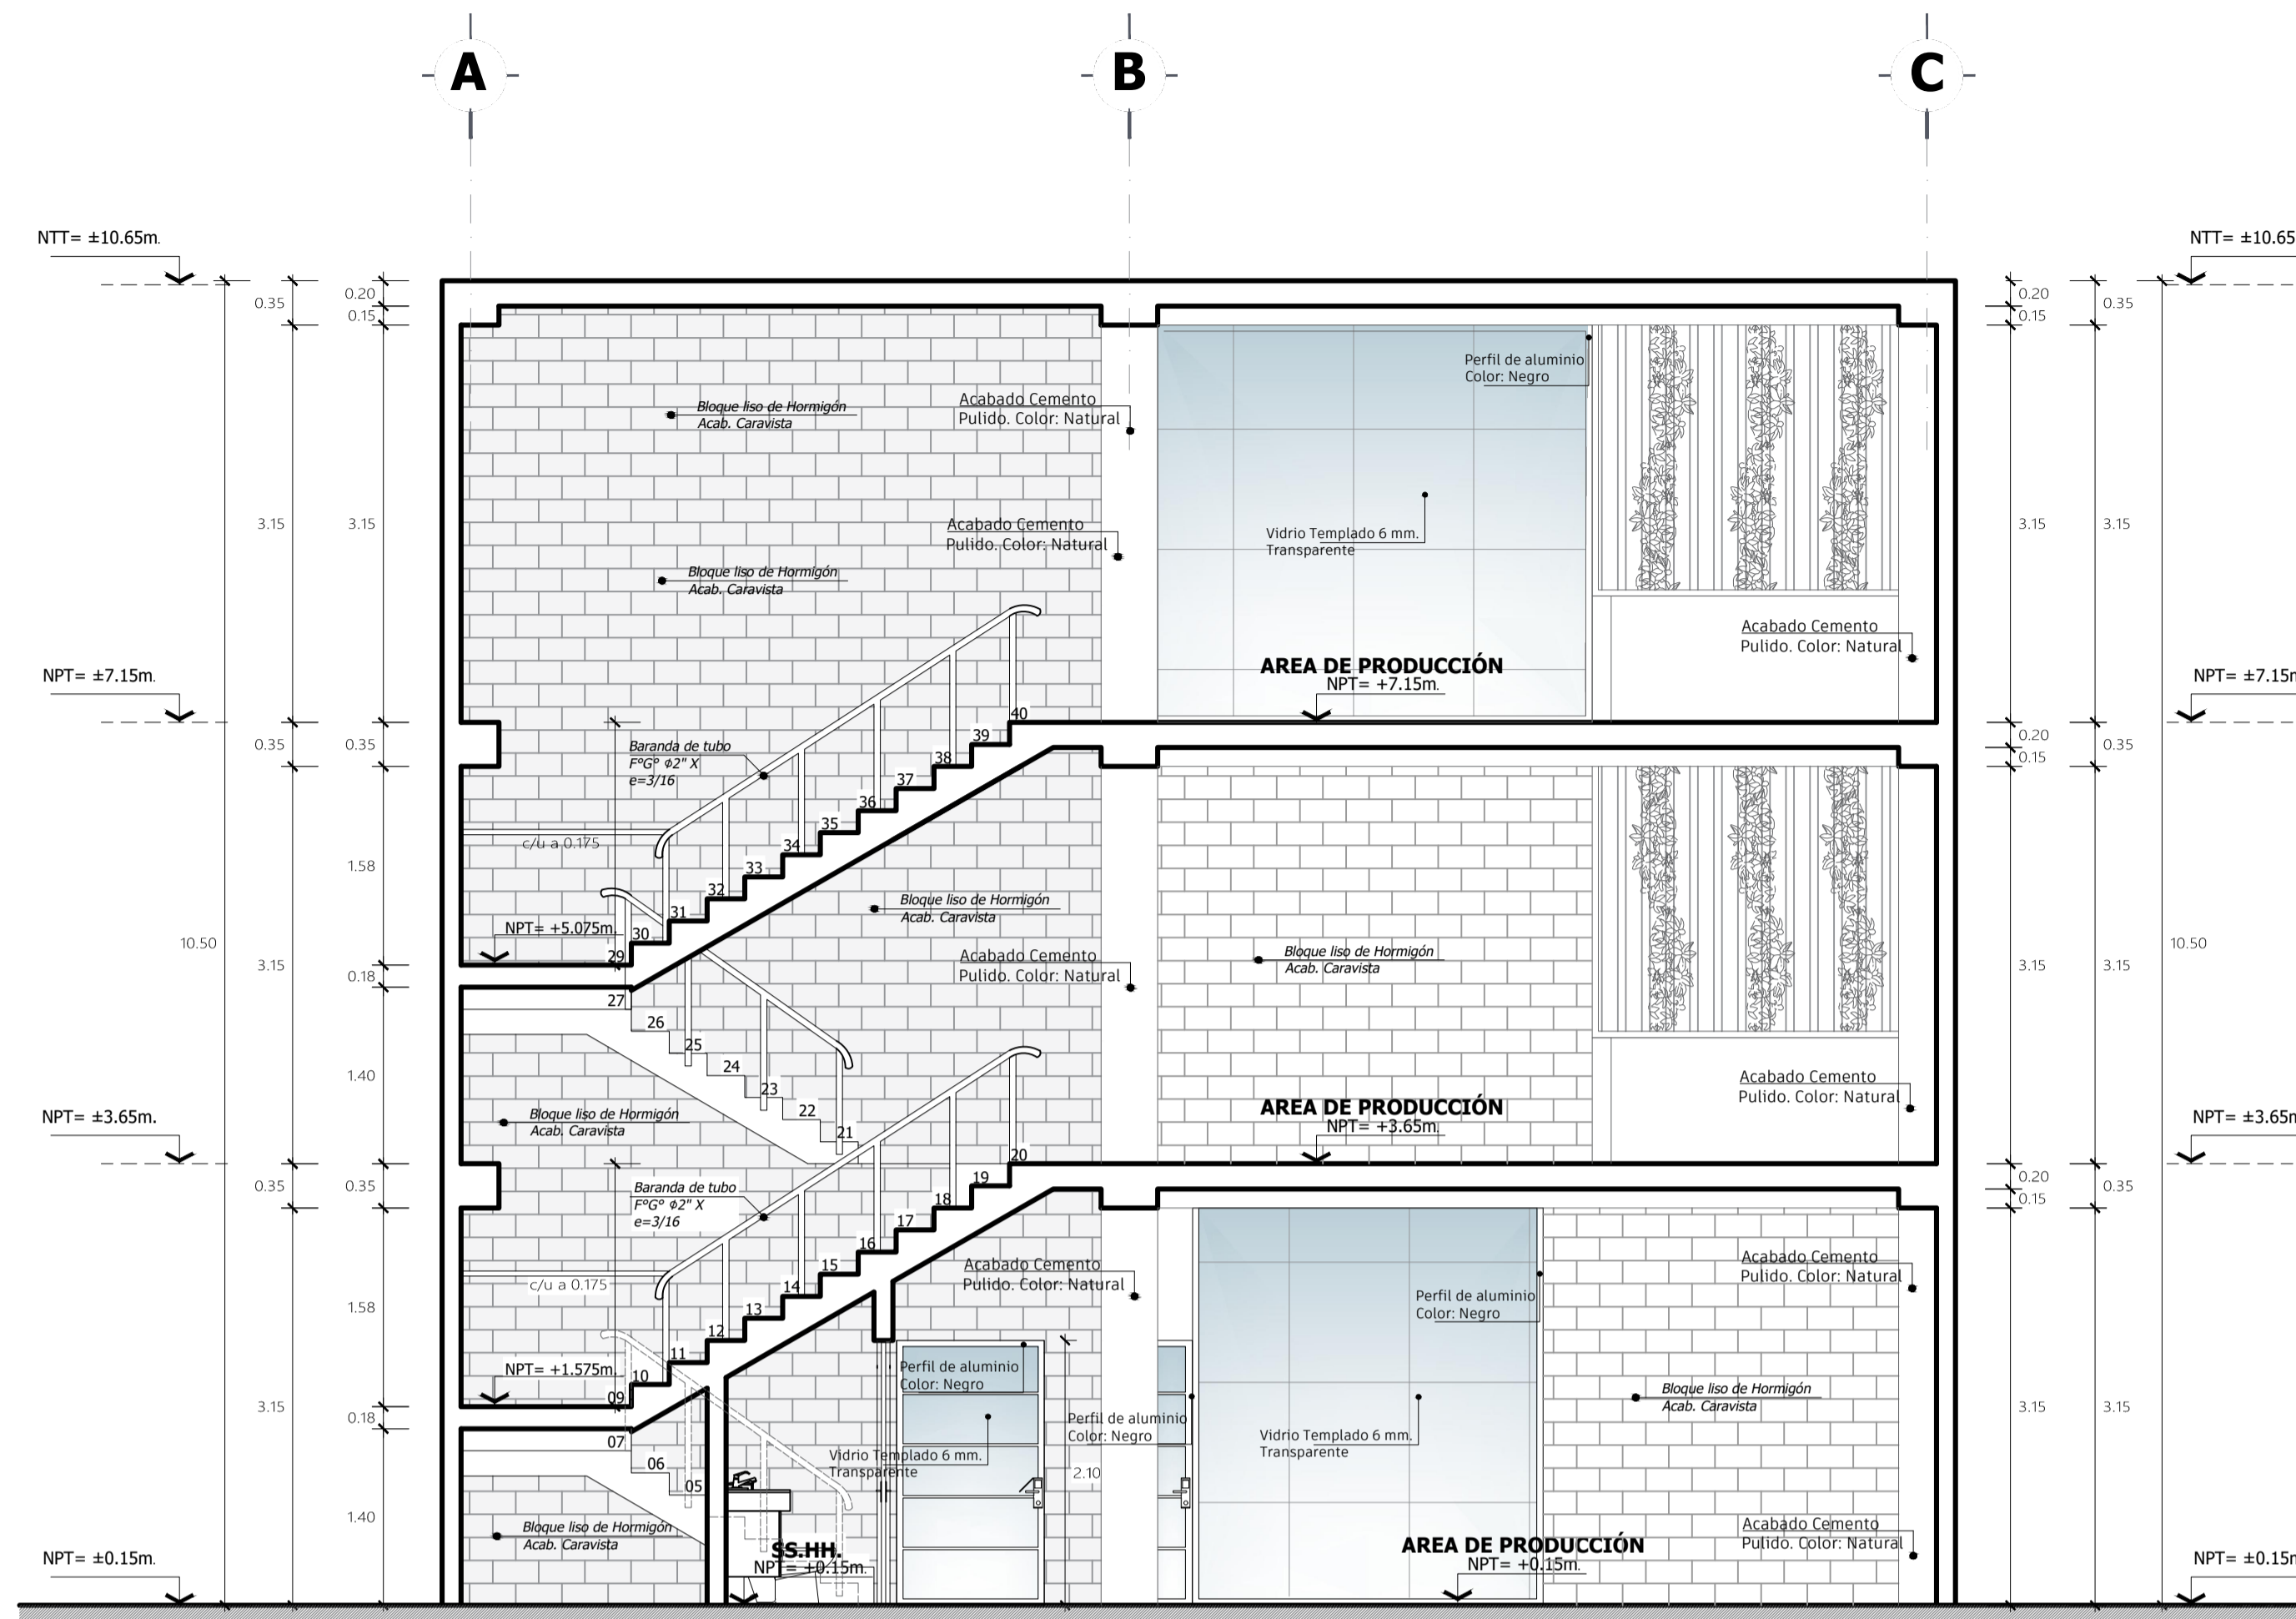 A
B
C
NTT= ±10.65m.
NTT= ±10.65
0.20
0.35
0.15
0.20
0.35
0.15
Perfil de aluminio
Color: Negro
Bloque liso de Hormigón
Acab. Caravista
Acabado Cemento
Pulido. Color: Natural
3.15
3.15
Acabado Cemento
Pulido. Color: Natural
Vidrio Templado 6 mm.
Transparente
3.15
3.15
Bloque liso de Hormigón
Acab. Caravista
Acabado Cemento
Pulido. Color: Natural
NPT= ±7.15m.
AREA DE PRODUCCIÓN
NPT= +7.15m.
NPT= ±7.15m
40
39
38
37
36
35
34
33
32
31
30
29
0.35
0.35
Baranda de tubo
FºGº Φ2" X
e=3/16
0.20
0.35
0.15
c/u a 0.175
1.58
Bloque liso de Hormigón
Acab. Caravista
NPT= +5.075m.
10.50
3.15
0.18
Acabado Cemento
Pulido. Color: Natural
Bloque liso de Hormigón
Acab. Caravista
3.15
3.15
10.50
27
26
25
24
23
22
21
1.40
Acabado Cemento
Pulido. Color: Natural
NPT= ±3.65m.
Bloque liso de Hormigón
Acab. Caravista
AREA DE PRODUCCIÓN
NPT= +3.65m.
NPT= ±3.65m
20
19
18
17
16
15
14
13
12
11
10
09
0.35
0.35
Baranda de tubo
FºGº Φ2" X
e=3/16
0.20
0.35
0.15
c/u a 0.175
Acabado Cemento
Pulido. Color: Natural
Acabado Cemento
Pulido. Color: Natural
1.58
Perfil de aluminio
Color: Negro
NPT= +1.575m.
Perfil de aluminio
Color: Negro
Bloque liso de Hormigón
Acab. Caravista
3.15
0.18
Perfil de aluminio
Color: Negro
3.15
3.15
07
06
05
Vidrio Templado 6 mm.
Transparente
Vidrio Templado 6 mm.
Transparente
2.10
1.40
Bloque liso de Hormigón
Acab. Caravista
Acabado Cemento
Pulido. Color: Natural
NPT= ±0.15m.
SS.HH.
NPT= +0.15m.
AREA DE PRODUCCIÓN
NPT= +0.15m.
NPT= ±0.15m